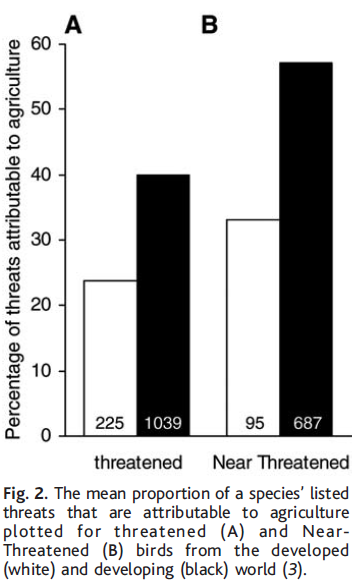 A
B
Percentage of threats attributable to agriculture
60
50
40
30
20
10
0
225
1039
95
687
threatened
Near Threatened
Fig. 2. The mean proportion of a species' listed
threats that are attributable to agriculture
plotted for threatened (A) and Near-
Threatened (B) birds from the developed
(white) and developing (black) world (3).